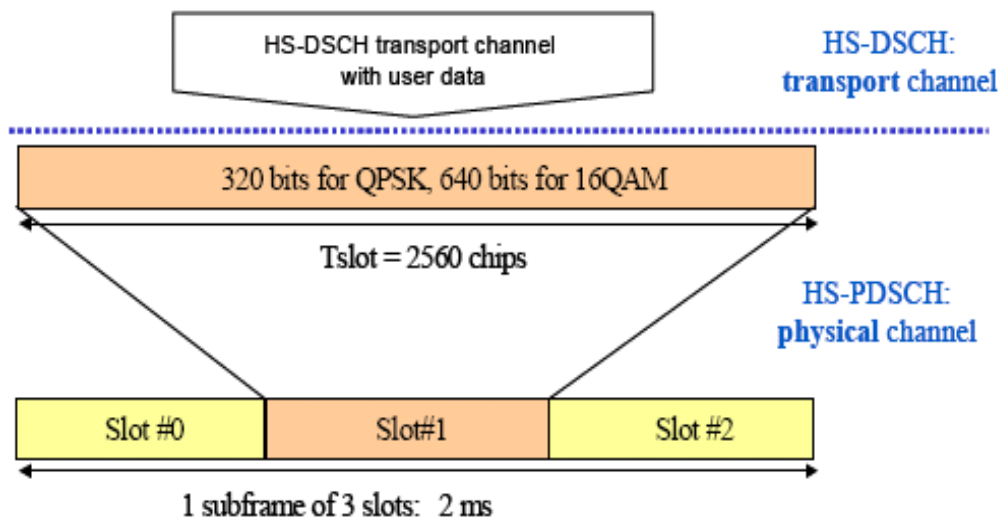 HS-DSCH transport channel
with user data
HS-DSCH:
transport channel
320 bits for QPSK, 640 bits for 16QAM
Tslot = 2560 chips
HS-PDSCH:
physical channel
Slot #0
Slot#1
Slot #2
1 subframe of 3 slots: 2 ms